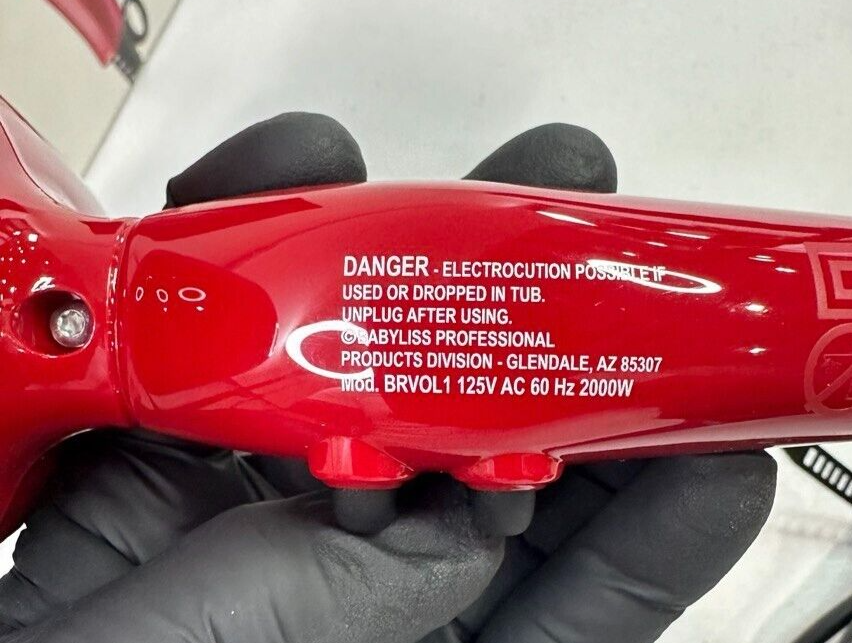 DANGER - ELECTROCUTION POSSIBLE IF
USED OR DROPPED IN TUB.
UNPLUG AFTER USING.
©BABYLISS PROFESSIONAL
PRODUCTS DIVISION - GLENDALE, AZ 85307
Mod. BRVOL1 125V AC 60 Hz 2000W